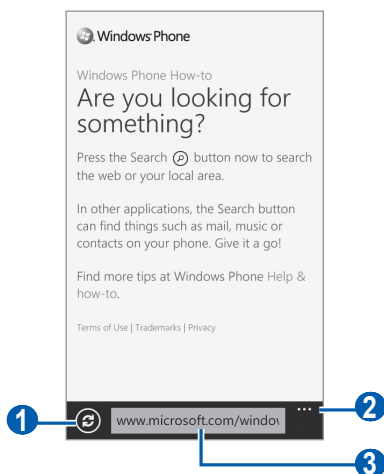 Windows Phone
Windows Phone How-to
Are you looking for
something?
Press the Search button now to search
the web or your local area.
In other applications, the Search button
can find things such as mail, music or
contacts on your phone. Give it a go!
Find more tips at Windows Phone Help &
how-to.
Terms of Use | Trademarks | Privacy
1
www.microsoft.com/window
...
2
3